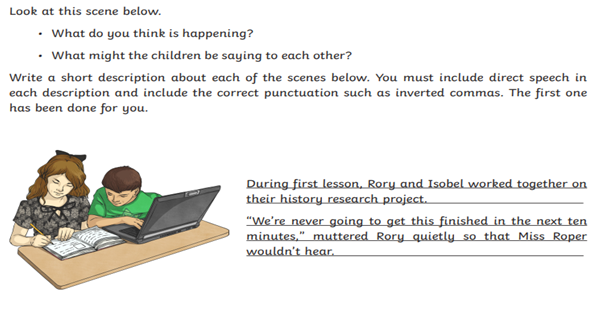 Look at this scene below.
• What do you think is happening?
• What might the children be saying to each other?
Write a short description about each of the scenes below. You must include direct speech in
each description and include the correct punctuation such as inverted commas. The first one
has been done for you.
During first lesson, Rory and Isobel worked together on
their history research project.
“We’re never going to get this finished in the next ten
minutes,” muttered Rory quietly so that Miss Roper
wouldn’t hear.